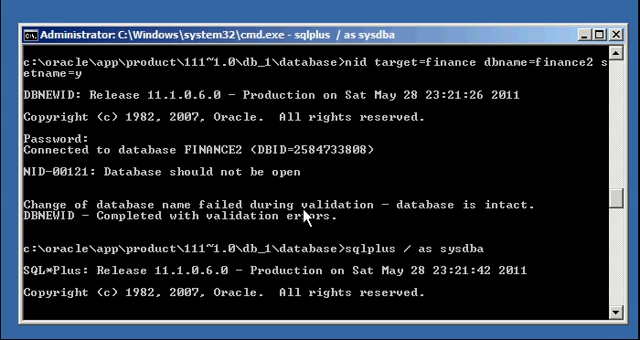 Administrator: C:\Windows\system32\cmd.exe - sqlplus / as sysdba
c:\oracle\app\product\111~1.0\db_1\database>nid target=finance dbname=finance2 s
etname=y
DBNEWID: Release 11.1.0.6.0 - Production on Sat May 28 23:21:26 2011
Copyright (c) 1982, 2007, Oracle.  All rights reserved.
Password:
Connected to database FINANCE2 (DBID=2584733808)
NID-00121: Database should not be open
Change of database name failed during validation - database is intact.
DBNEWID - Completed with validation errors.
c:\oracle\app\product\111~1.0\db_1\database>sqlplus / as sysdba
SQL*Plus: Release 11.1.0.6.0 - Production on Sat May 28 23:21:42 2011
Copyright (c) 1982, 2007, Oracle.  All rights reserved.